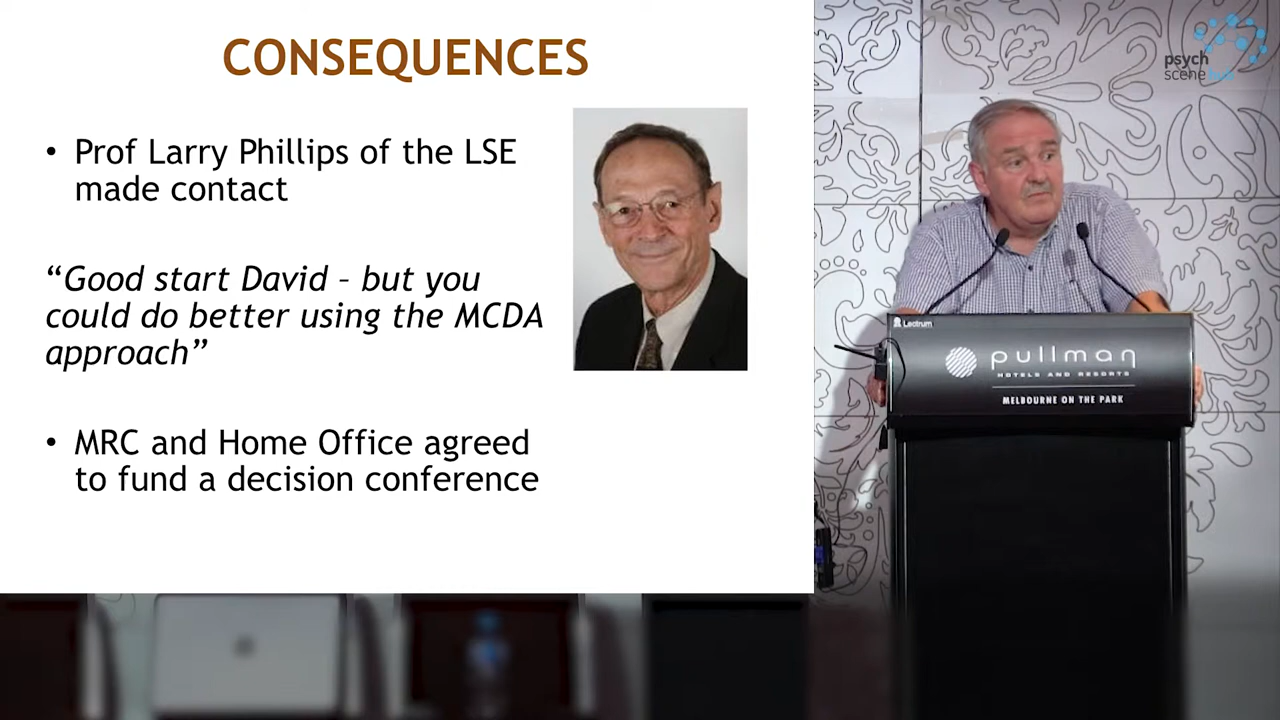 CONSEQUENCES
• Prof Larry Phillips of the LSE
made contact
“Good start David – but you
could do better using the MCDA
approach”
• MRC and Home Office agreed
to fund a decision conference
psych
scene hub
Lectrum
pullman
HOTELS AND RESORTS
MELBOURNE ON THE PARK